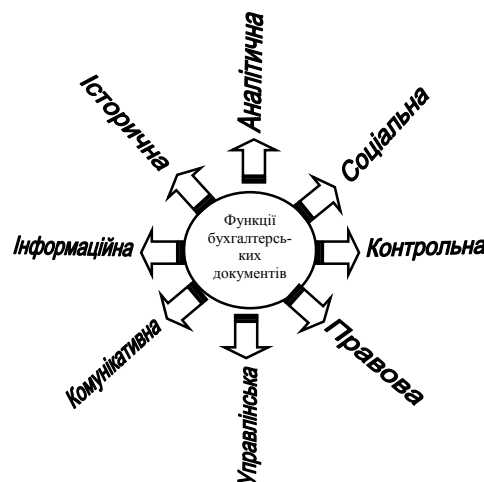 Аналітична
Історична
Соціальна
Функції
бухгалтерсь-
ких
документів
Інформаційна
Контрольна
Комунікативна
Правова
Управлінська